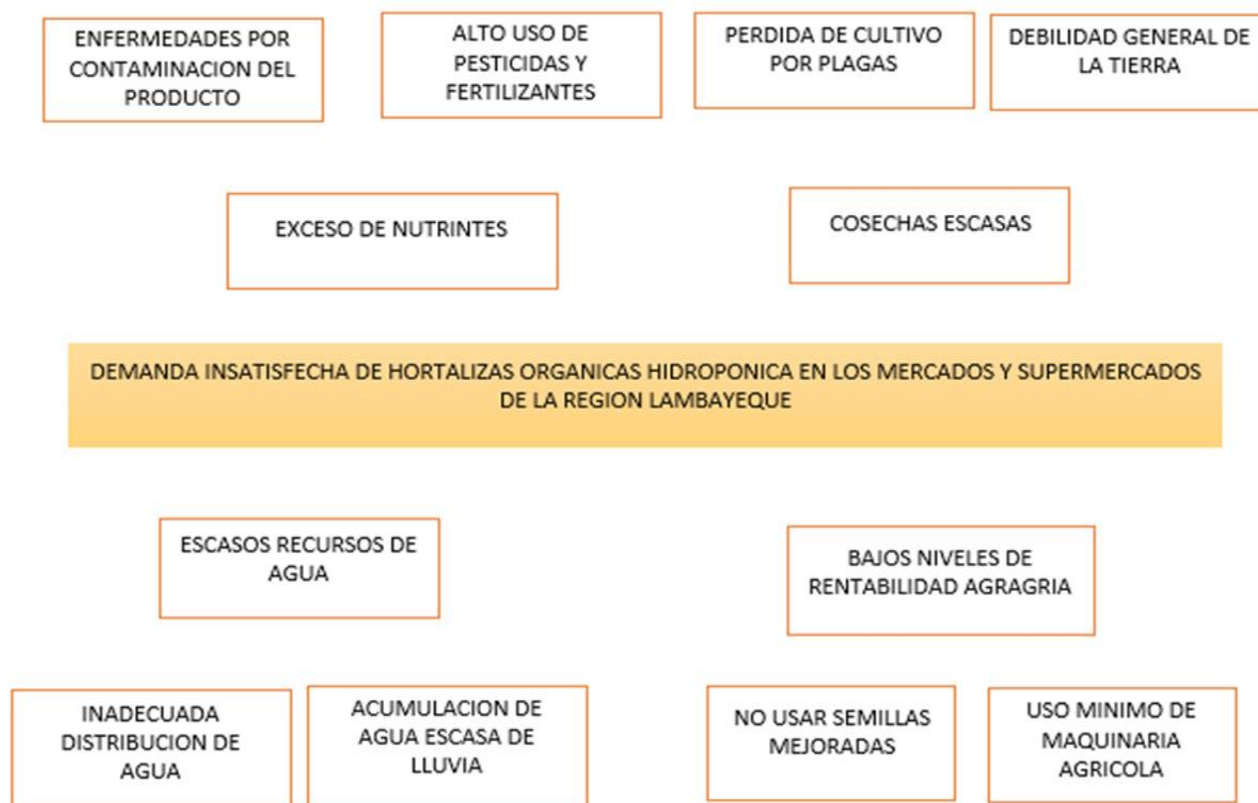 ENFERMEDADES POR
CONTAMINACION DEL
PRODUCTO
ALTO USO DE
PESTICIDAS Y
FERTILIZANTES
PERDIDA DE CULTIVO
POR PLAGAS
DEBILIDAD GENERAL DE
LA TIERRA
EXCESO DE NUTRINTES
COSECHAS ESCASAS
DEMANDA INSATISFECHA DE HORTALIZAS ORGANICAS HIDROPONICA EN LOS MERCADOS Y SUPERMERCADOS
DE LA REGION LAMBAYEQUE
ESCASOS RECURSOS DE
AGUA
BAJOS NIVELES DE
RENTABILIDAD AGRAGRIA
INADECUADA
DISTRIBUCION DE
AGUA
ACUMULACION DE
AGUA ESCASA DE
LLUVIA
NO USAR SEMILLAS
MEJORADAS
USO MINIMO DE
MAQUINARIA
AGRICOLA